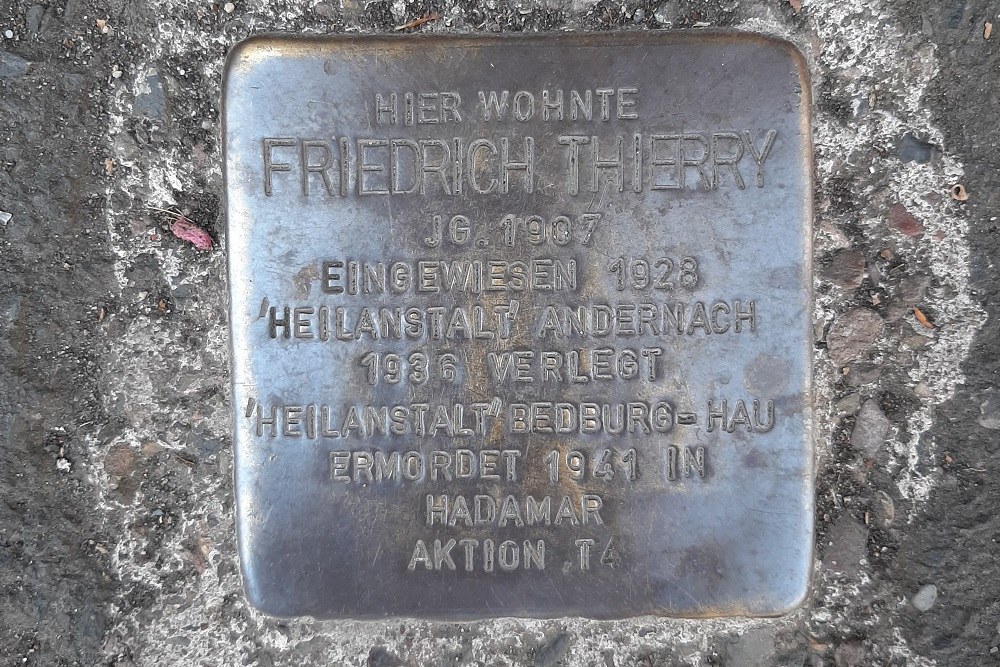 HIER WOHNTE
FRIEDRICH THIERRY
JG. 1907
EINGEWIESEN 1928
'HEILANSTALT' ANDERNACH
1936 VERLEGT
'HEILANSTALT' BEDBURG-HAU
ERMORDET 1941 IN
HADAMAR
AKTION T4